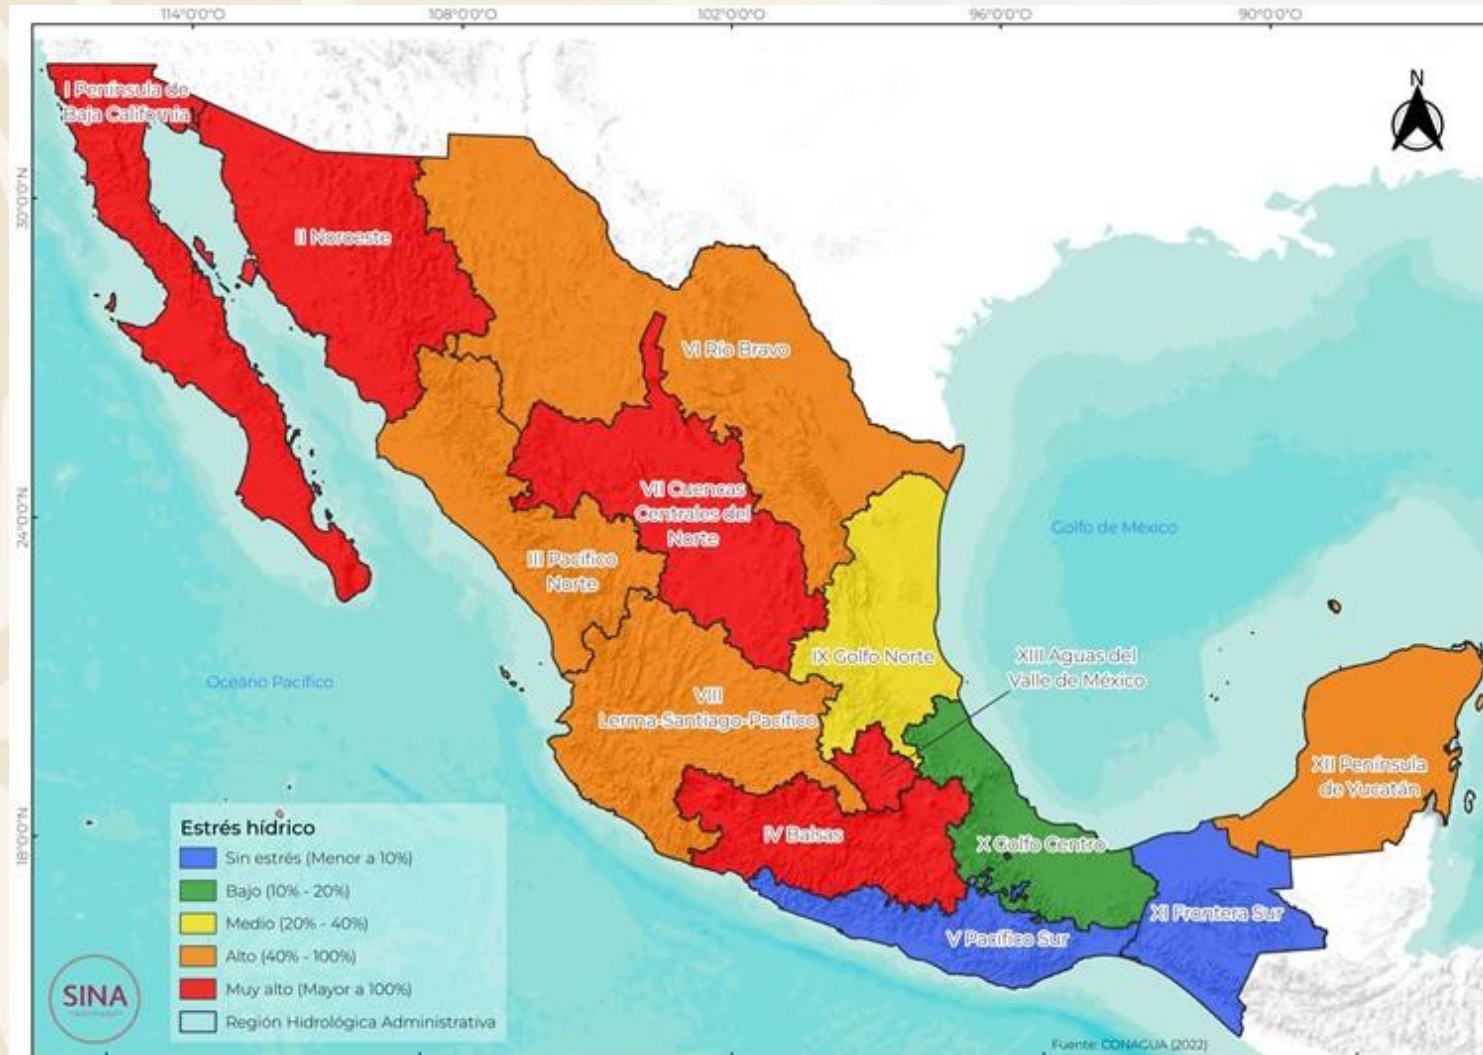 114°0'0"O 108°0'0"O 102°0'0"O 96°0'0"O 90°0'0"O
30°0'0"N
24°0'0"N
18°0'0"N
N
I Península de
Baja California
II Noroeste
VI Río Bravo
VII Cuencas
Centrales del
Norte
III Pacífico
Norte
Golfo de México
Océano Pacífico
IX Golfo Norte
XIII Aguas del
Valle de México
VIII
Lerma-Santiago-Pacífico
XII Península
de Yucatán
IV Balsas
X Golfo Centro
XI Frontera Sur
V Pacífico Sur
Estrés hídrico
Sin estrés (Menor a 10%)
Bajo (10% - 20%)
Medio (20% - 40%)
Alto (40% - 100%)
Muy alto (Mayor a 100%)
Región Hidrológica Administrativa
SINA
Fuente: CONAGUA (2022)